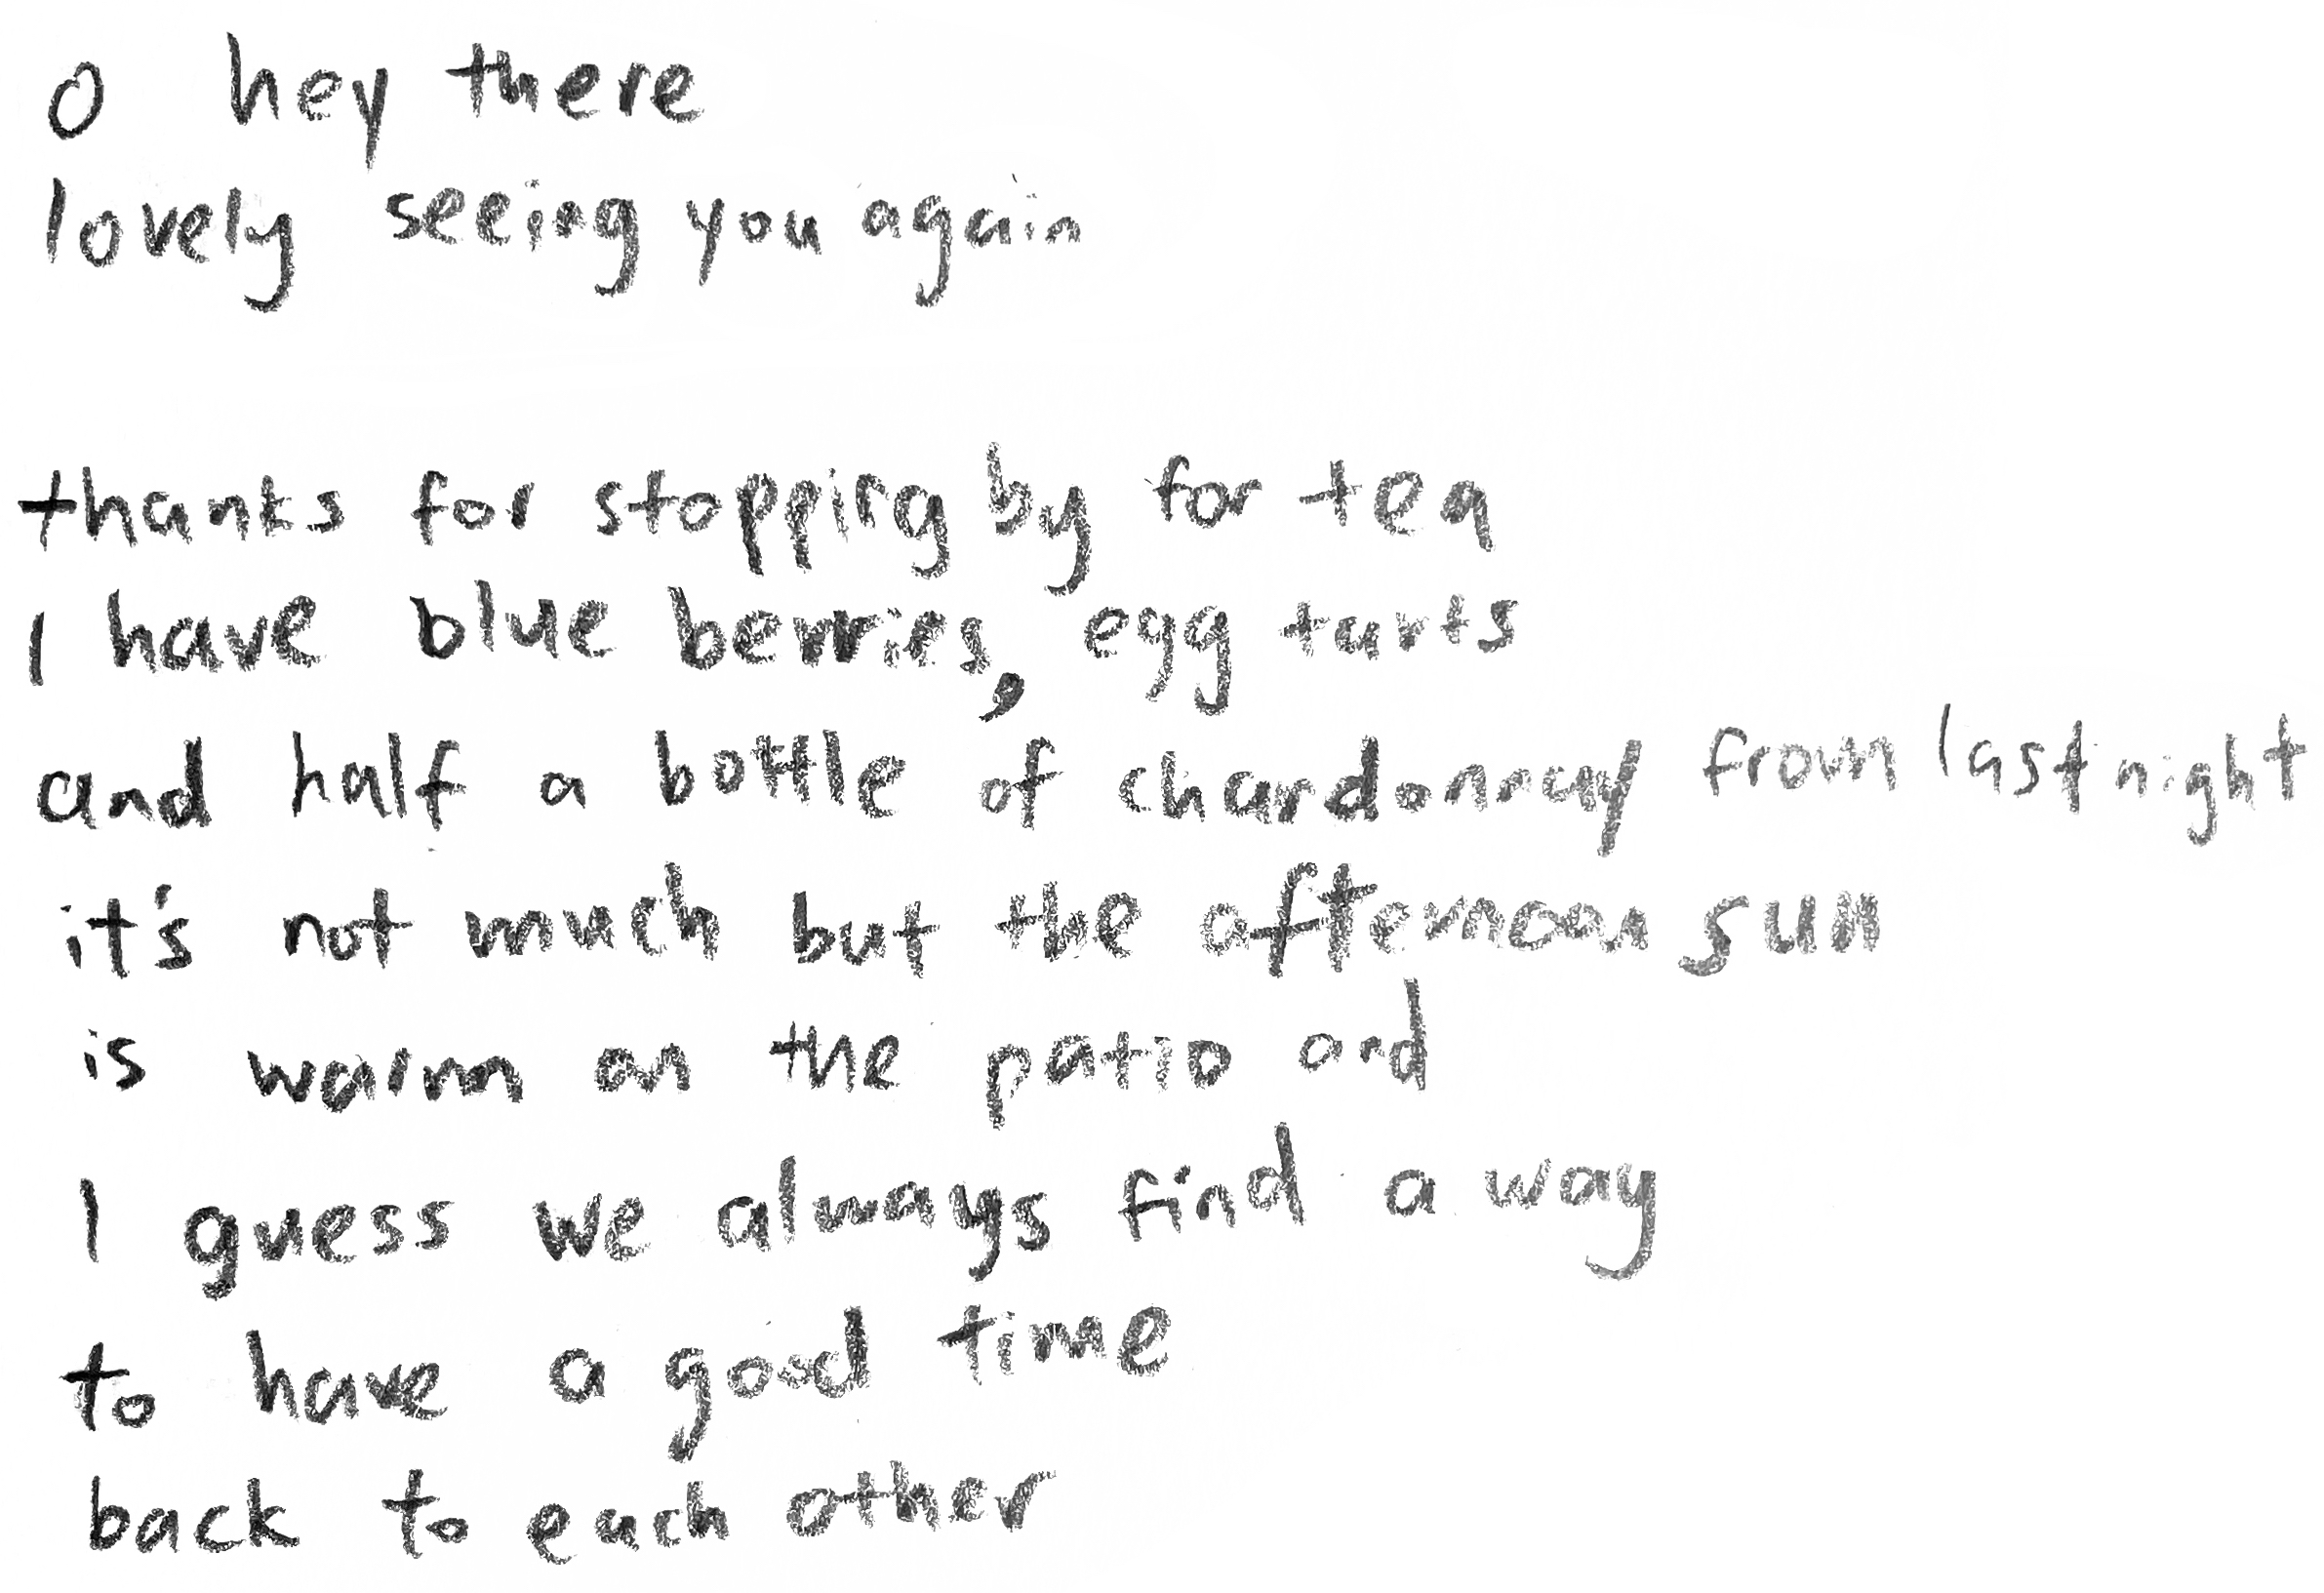 o hey there
lovely seeing you again
thanks for stopping by for tea
I have blue berries, egg tarts
and half a bottle of chardonnay from last night
it's not much but the afternoon sun
is warm on the patio and
I guess we always find a way
to have a good time
back to each other